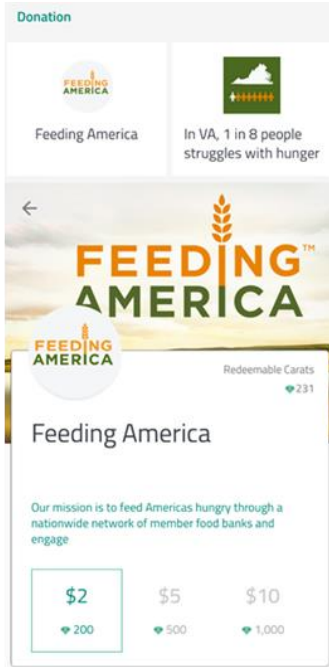 Donation
FEEDING
AMERICA
Feeding America
In VA, 1 in 8 people
struggles with hunger
FEEDING™
AMERICA
FEEDING
AMERICA
Redeemable Carats
231
Feeding America
Our mission is to feed Americas hungry through a
nationwide network of member food banks and
engage
$2 $5 $10
200 500 1,000